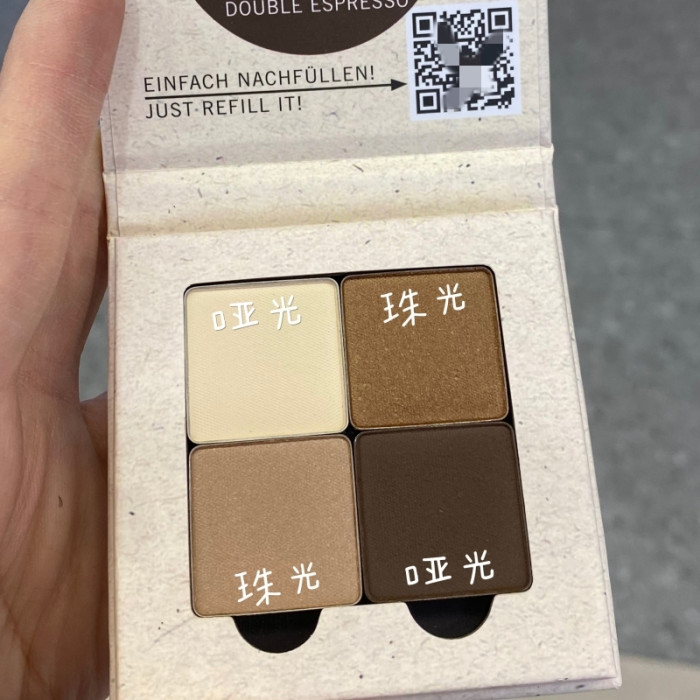 DOUBLE ESPRESSO
EINFACH NACHFÜLLEN!
JUST REFILL IT!
哑光
珠光
珠光
哑光